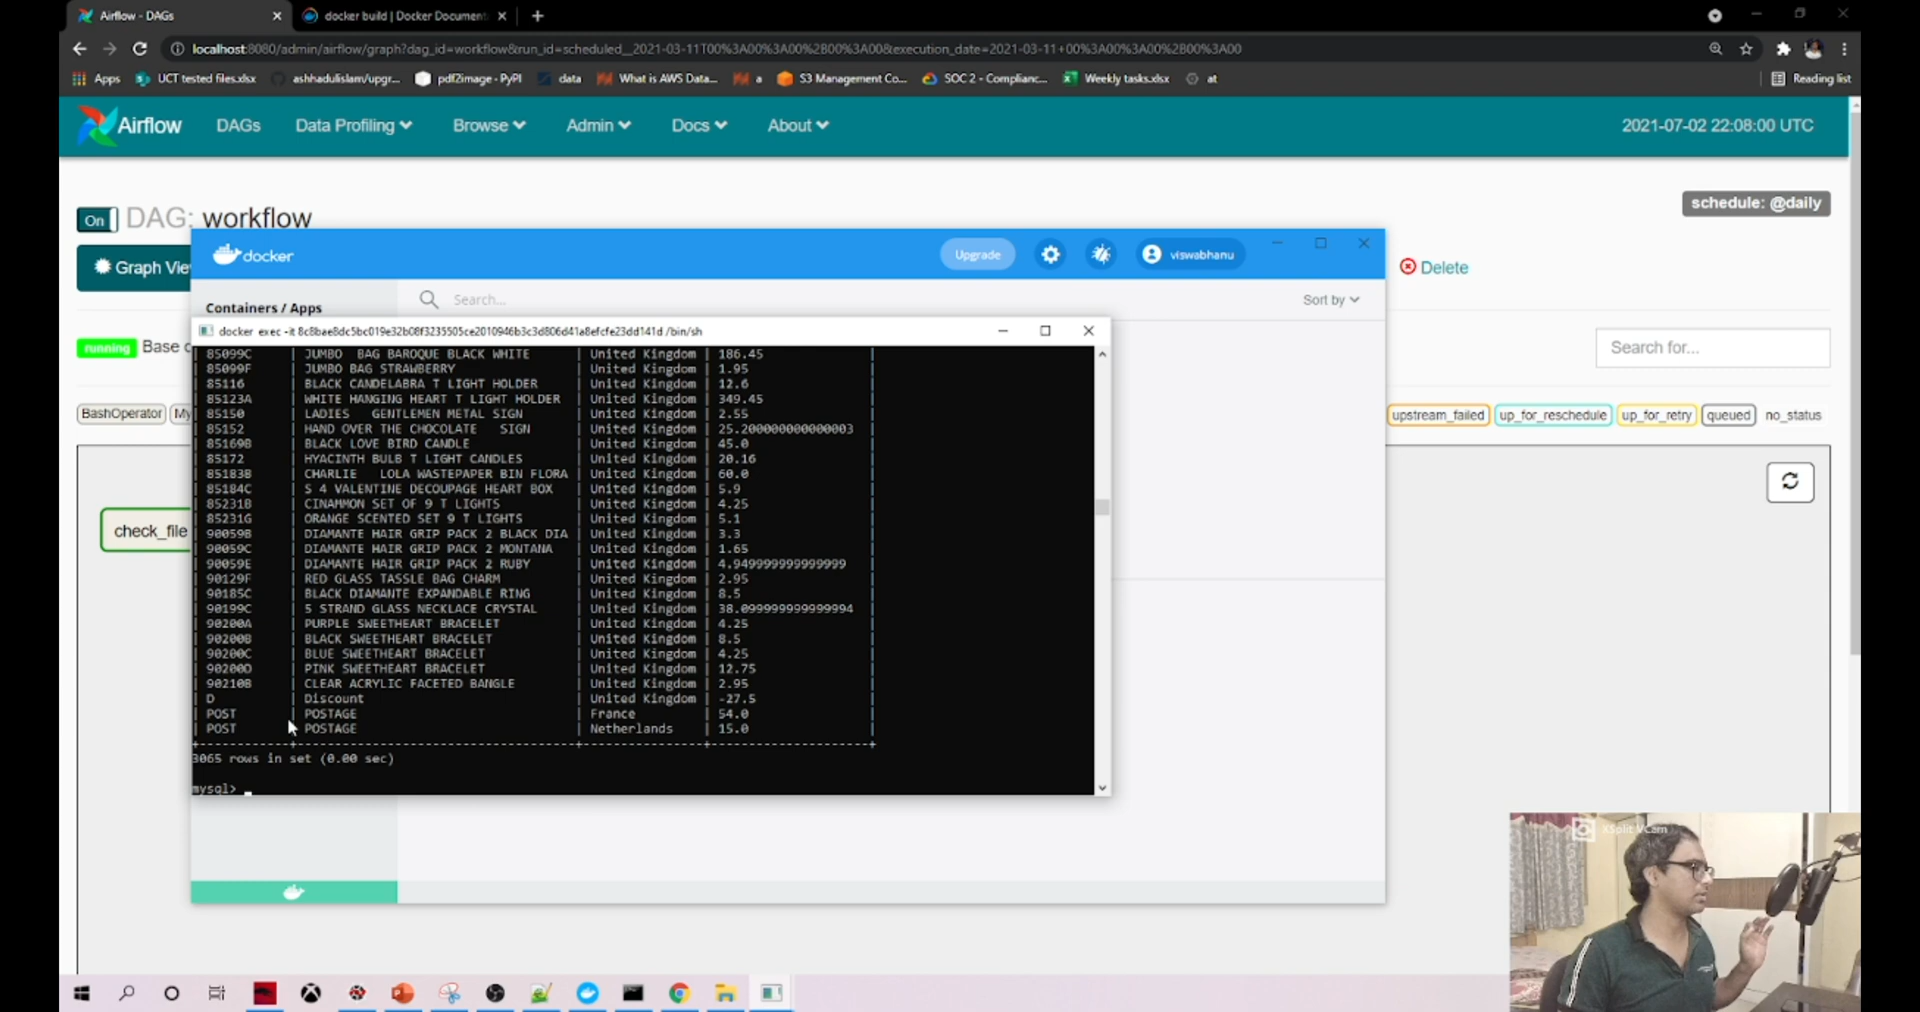 Airflow - DAGs
docker build | Docker Document
localhost:8080/admin/airflow/graph?dag_id=workflow&run_id=scheduled__2021-03-11T00%3A00%3A00%2B00%3A00&execution_date=2021-03-11+00%3A00%3A00%2B00%3A00
Apps UCT tested files.xlsx ashhadulislam/upgr... pdf2image · PyPI data What is AWS Data... a S3 Management Co... SOC 2 - Complianc... Weekly tasks.xlsx at Reading list
Airflow DAGs Data Profiling Browse Admin Docs About 2021-07-02 22:08:00 UTC
schedule: @daily
On DAG: workflow
Graph Vie
Delete
docker Upgrade viswabhanu
Containers / Apps Search... Sort by
docker exec -it 8c8bae8dc5bc019e32b08f3235505ce2010946b3c3d806d41a8efcfe23dd141d /bin/sh
running Base
Search for...
BashOperator My
upstream_failed up_for_reschedule up_for_retry queued no_status
check_file
| 85099C | JUMBO BAG BAROQUE BLACK WHITE | United Kingdom | 186.45 |
| 85099F | JUMBO BAG STRAWBERRY | United Kingdom | 1.95 |
| 85116 | BLACK CANDELABRA T LIGHT HOLDER | United Kingdom | 12.6 |
| 85123A | WHITE HANGING HEART T LIGHT HOLDER | United Kingdom | 349.45 |
| 85150 | LADIES GENTLEMEN METAL SIGN | United Kingdom | 2.55 |
| 85152 | HAND OVER THE CHOCOLATE SIGN | United Kingdom | 25.200000000000003 |
| 85169B | BLACK LOVE BIRD CANDLE | United Kingdom | 45.0 |
| 85172 | HYACINTH BULB T LIGHT CANDLES | United Kingdom | 20.16 |
| 85183B | CHARLIE LOLA WASTEPAPER BIN FLORA | United Kingdom | 60.0 |
| 85184C | S 4 VALENTINE DECOUPAGE HEART BOX | United Kingdom | 5.9 |
| 85231B | CINAMMON SET OF 9 T LIGHTS | United Kingdom | 4.25 |
| 85231G | ORANGE SCENTED SET 9 T LIGHTS | United Kingdom | 5.1 |
| 90059B | DIAMANTE HAIR GRIP PACK 2 BLACK DIA | United Kingdom | 3.3 |
| 90059C | DIAMANTE HAIR GRIP PACK 2 MONTANA | United Kingdom | 1.65 |
| 90059E | DIAMANTE HAIR GRIP PACK 2 RUBY | United Kingdom | 4.949999999999999 |
| 90129F | RED GLASS TASSLE BAG CHARM | United Kingdom | 2.95 |
| 90185C | BLACK DIAMANTE EXPANDABLE RING | United Kingdom | 8.5 |
| 90199C | 5 STRAND GLASS NECKLACE CRYSTAL | United Kingdom | 38.099999999999994 |
| 90200A | PURPLE SWEETHEART BRACELET | United Kingdom | 4.25 |
| 90200B | BLACK SWEETHEART BRACELET | United Kingdom | 8.5 |
| 90200C | BLUE SWEETHEART BRACELET | United Kingdom | 4.25 |
| 90200D | PINK SWEETHEART BRACELET | United Kingdom | 12.75 |
| 90210B | CLEAR ACRYLIC FACETED BANGLE | United Kingdom | 2.95 |
| D | Discount | United Kingdom | -27.5 |
| POST | POSTAGE | France | 54.0 |
| POST | POSTAGE | Netherlands | 15.0 |
3065 rows in set (0.00 sec)
mysql>
XSplit VCam